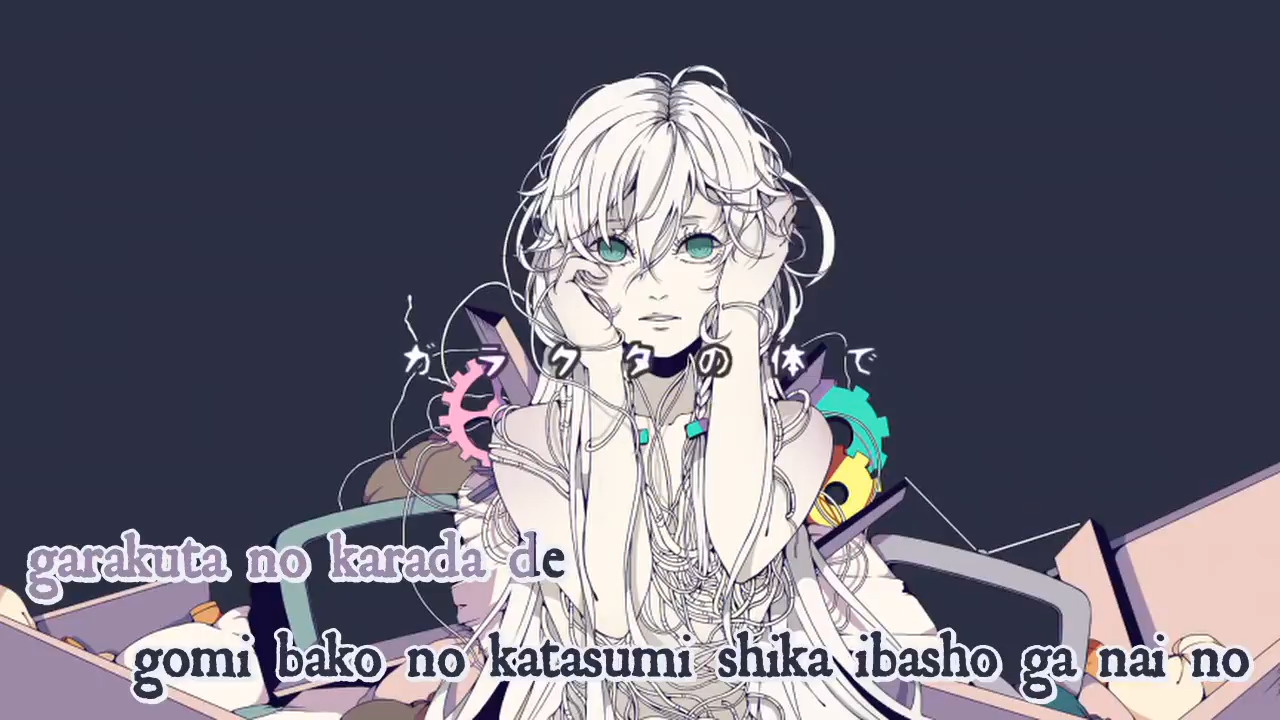 ガラクタの体で
garakuta no karada de
gomi bako no katasumi shika ibasho ga nai no